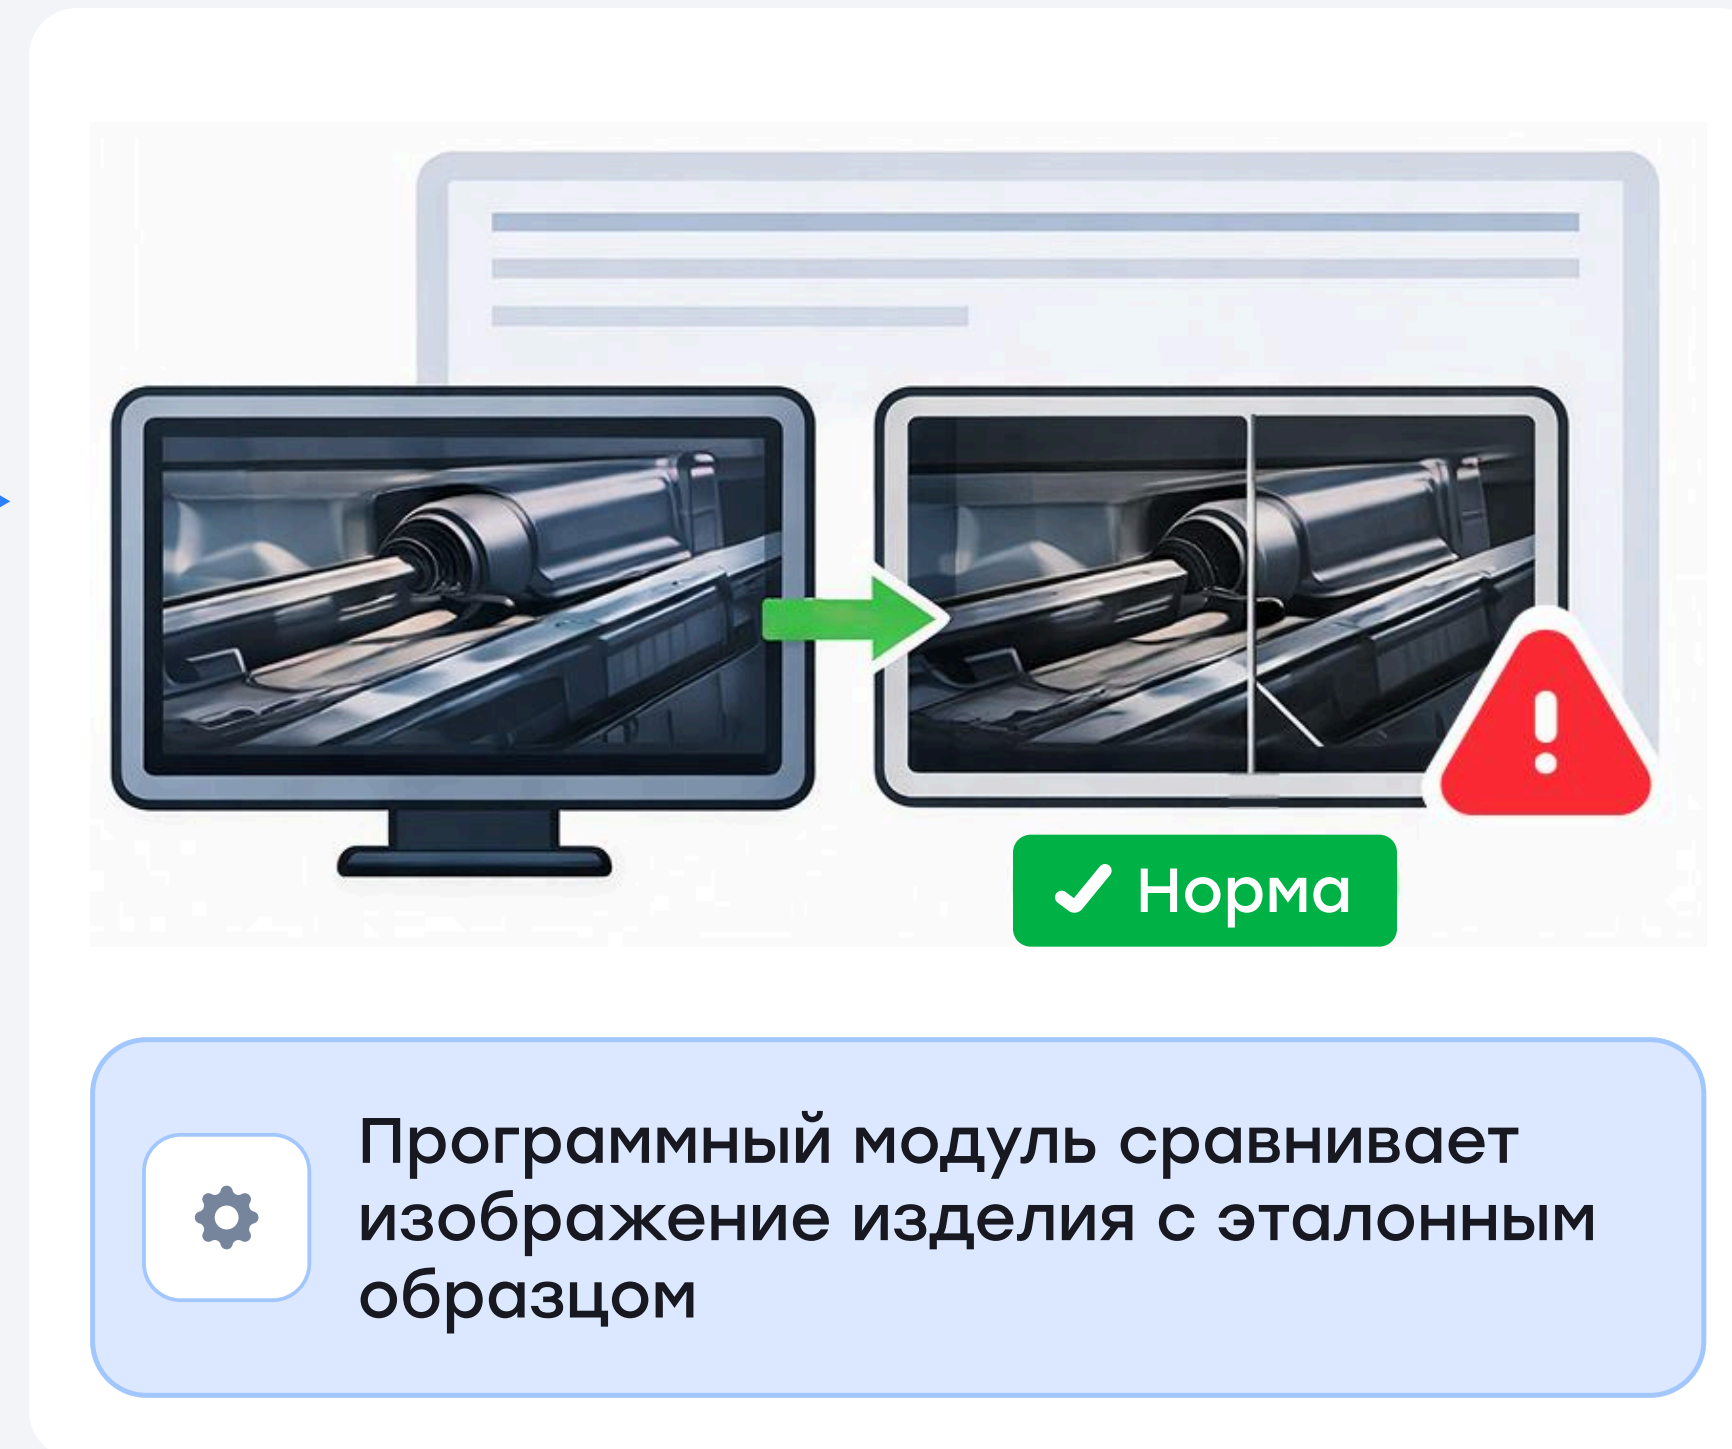 Норма
Программный модуль сравнивает
изображение изделия с эталонным
образцом